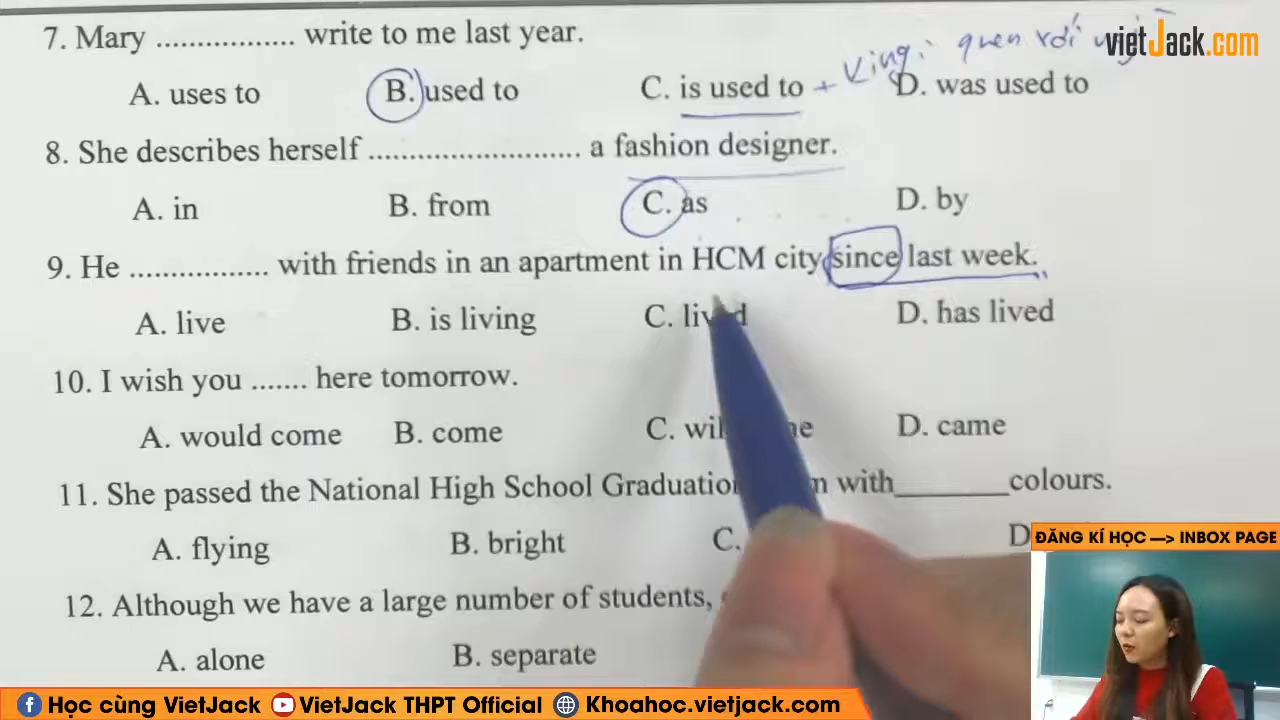 7. Mary ................. write to me last year.
vietJack.com
+ Ving: quen với
A. uses to B. used to C. is used to D. was used to
8. She describes herself .......................... a fashion designer.
A. in B. from C. as D. by
9. He ................. with friends in an apartment in HCM city since last week.
A. live B. is living C. lived D. has lived
10. I wish you ....... here tomorrow.
A. would come B. come C. D. came
11. She passed the National High School Graduation with_______colours.
A. flying B. bright C. D
12. Although we have a large number of students,
A. alone B. separate
ĐĂNG KÍ HỌC —> INBOX PAGE
Học cùng VietJack VietJack THPT Official Khoahoc.vietjack.com